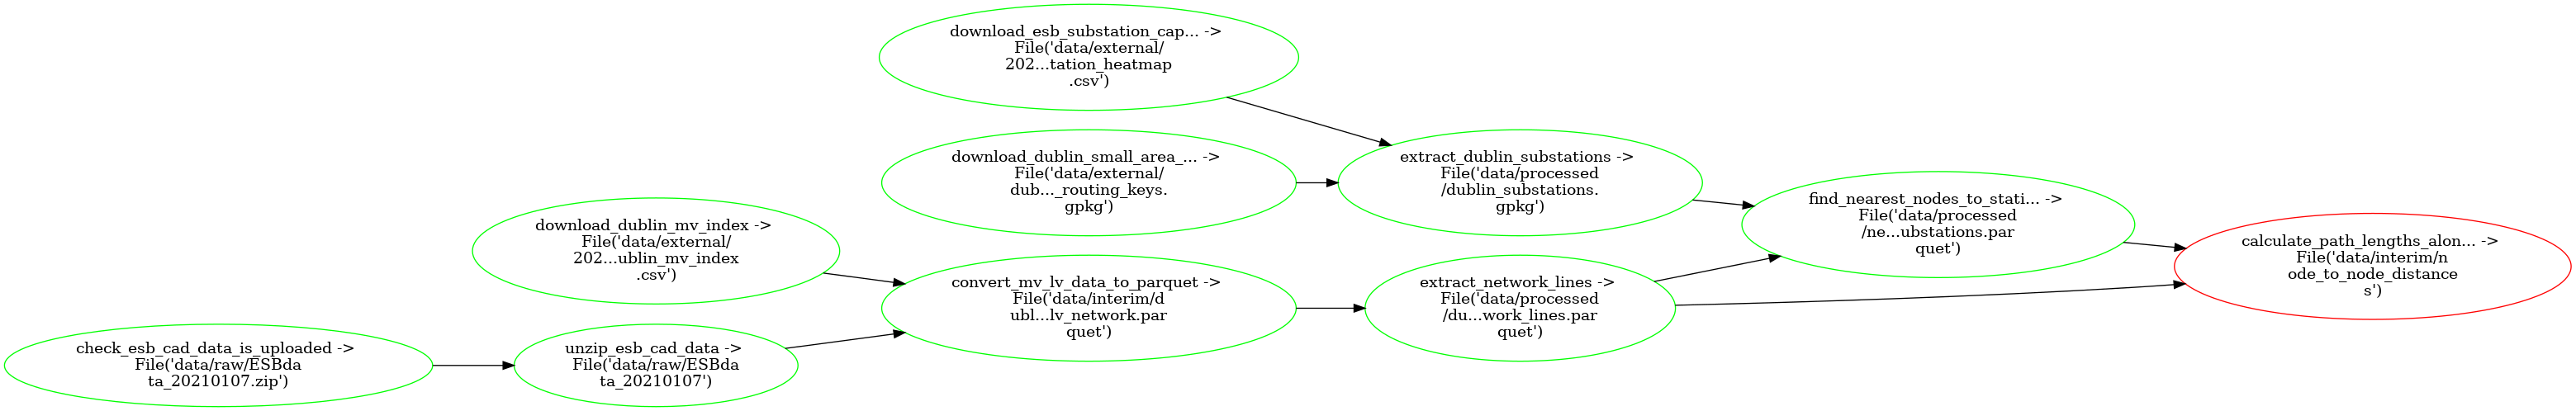 download_esb_substation_cap... ->
File('data/external/
202...tation_heatmap
.csv')
download_dublin_small_area_... ->
File('data/external/
dub..._routing_keys.
gpkg')
extract_dublin_substations ->
File('data/processed
/dublin_substations.
gpkg')
download_dublin_mv_index ->
File('data/external/
202...ublin_mv_index
.csv')
find_nearest_nodes_to_stati... ->
File('data/processed
/ne...ubstations.par
quet')
calculate_path_lengths_alon... ->
File('data/interim/n
ode_to_node_distance
s')
convert_mv_lv_data_to_parquet ->
File('data/interim/d
ubl...lv_network.par
quet')
extract_network_lines ->
File('data/processed
/du...work_lines.par
quet')
check_esb_cad_data_is_uploaded ->
File('data/raw/ESBda
ta_20210107.zip')
unzip_esb_cad_data ->
File('data/raw/ESBda
ta_20210107')